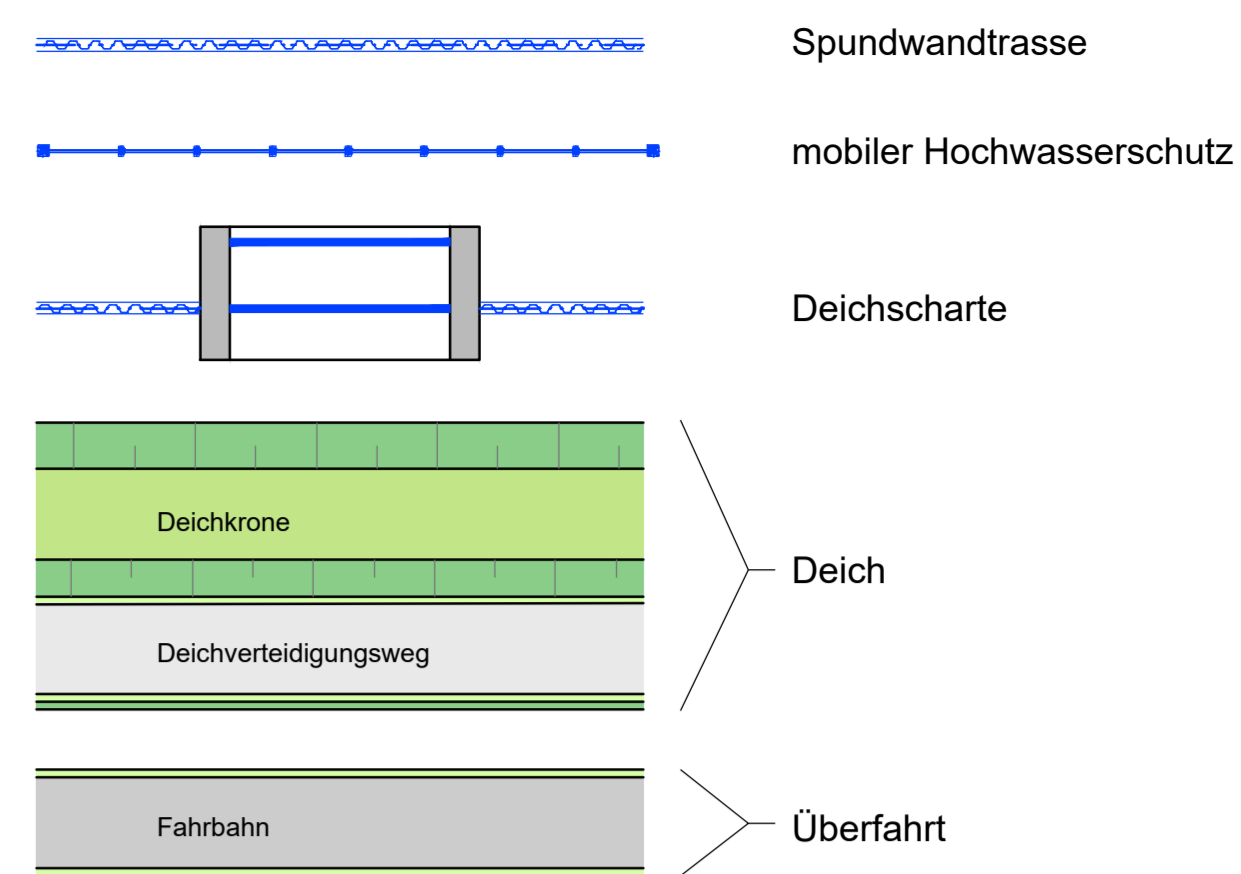 Spundwandtrasse
mobiler Hochwasserschutz
Deichscharte
Deichkrone
Deich
Deichverteidigungsweg
Fahrbahn
Überfahrt